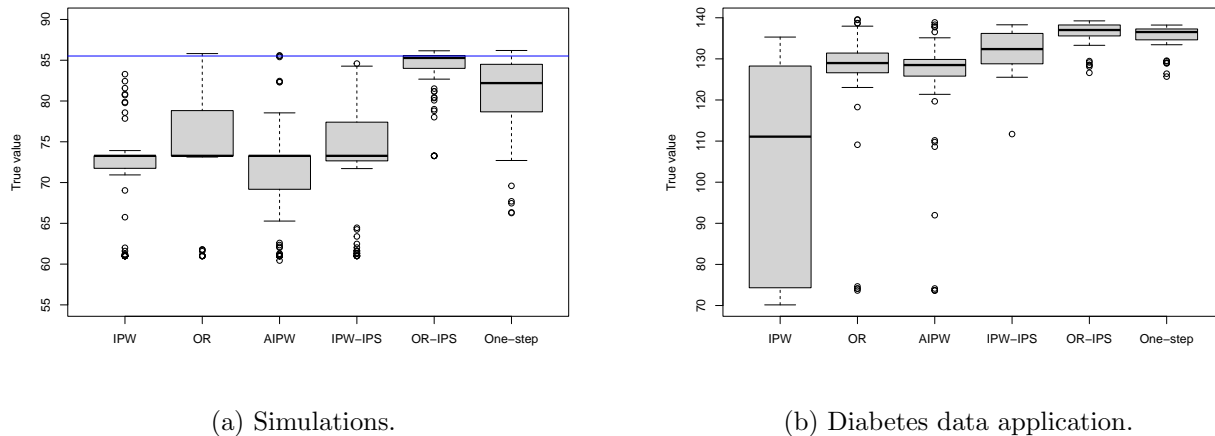 90
85
80
75
70
65
60
55
True value
IPW OR AIPW IPW−IPS OR−IPS One−step
(a) Simulations.
140
130
120
110
100
90
80
70
True value
IPW OR AIPW IPW−IPS OR−IPS One−step
(b) Diabetes data application.